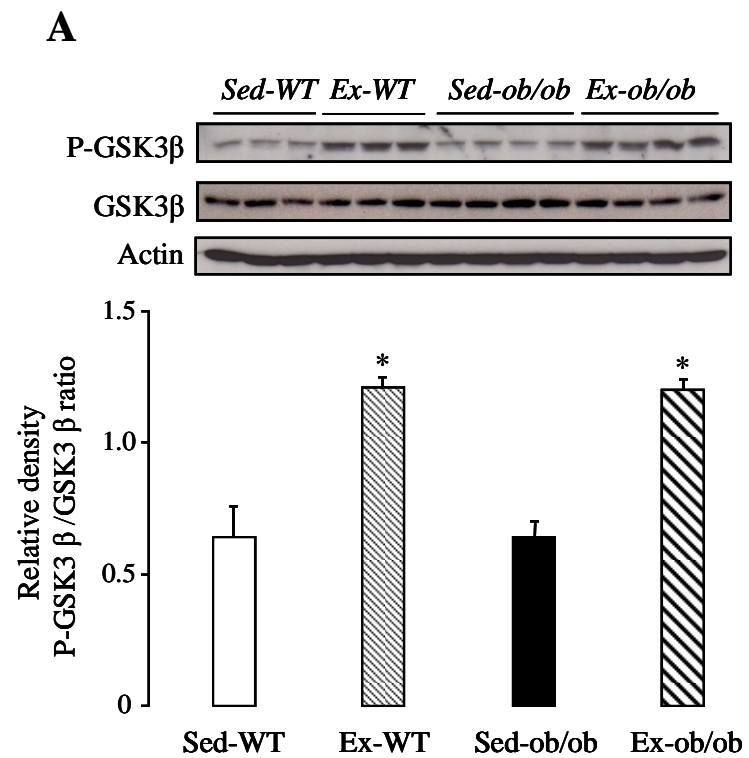 A
Sed-WT Ex-WT Sed-ob/ob Ex-ob/ob
P-GSK3β
GSK3β
Actin
1.5
1.0
0.5
0
Relative density
P-GSK3 β /GSK3 β ratio
*
*
Sed-WT Ex-WT Sed-ob/ob Ex-ob/ob